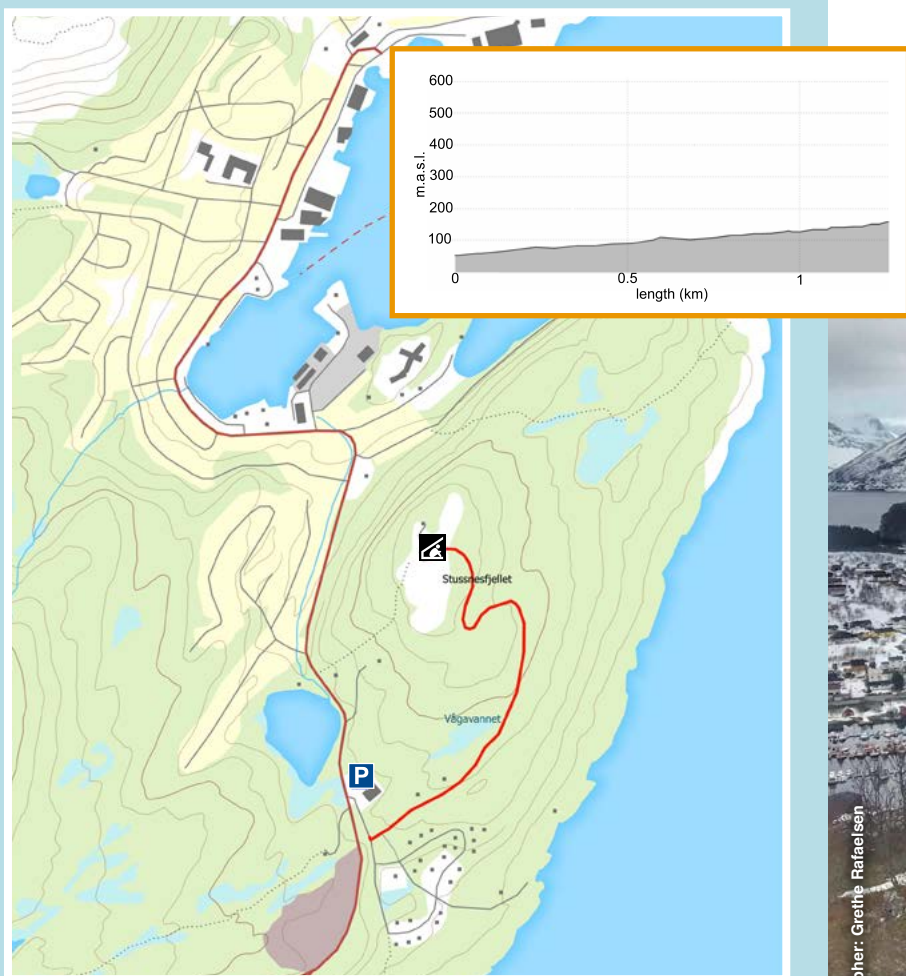 600
500
400
300
200
100
m.a.s.l.
0
0.5
1
length (km)
Stussnesfjellet
Vågavannet
P
pher: Grethe Rafaelsen